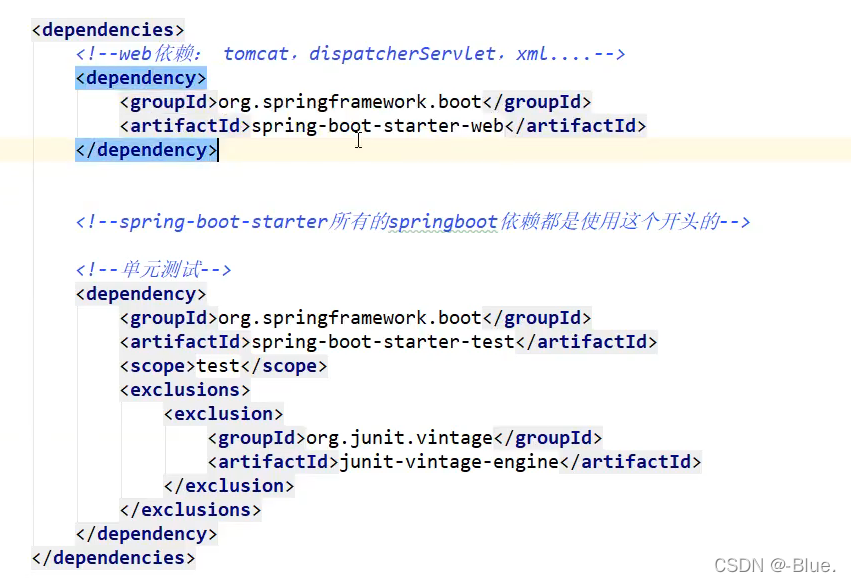 <dependencies>
<!--web依赖： tomcat，dispatcherServlet，xml....-->
<dependency>
<groupId>org.springframework.boot</groupId>
<artifactId>spring-boot-starter-web</artifactId>
</dependency>
<!--spring-boot-starter所有的springboot依赖都是使用这个开头的-->
<!--单元测试-->
<dependency>
<groupId>org.springframework.boot</groupId>
<artifactId>spring-boot-starter-test</artifactId>
<scope>test</scope>
<exclusions>
<exclusion>
<groupId>org.junit.vintage</groupId>
<artifactId>junit-vintage-engine</artifactId>
</exclusion>
</exclusions>
</dependency>
</dependencies>
CSDN @-Blue.